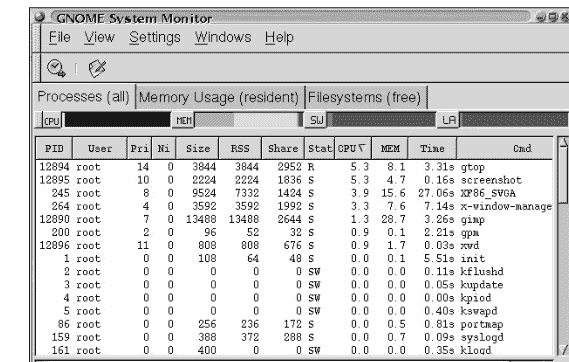 GNOME System Monitor
File View Settings Windows Help
Processes (all) Memory Usage (resident) Filesystems (free)
CPU MEM SW LA
PID User Pri Ni Size RSS Share Stat CPU MEM Time Cmd
12894 root 14 0 3844 3844 2952 R 5.3 8.1 3.31s gtop
12895 root 10 0 2224 2224 1836 S 5.3 4.7 0.16s screenshot
245 root 8 0 9524 7332 1424 S 3.9 15.6 27.06s XF86_SVGA
264 root 4 0 3592 3592 1992 S 3.3 7.6 7.14s x-window-manage
12890 root 7 0 13488 13488 2644 S 1.3 28.7 3.26s gimp
200 root 2 0 96 52 32 S 0.9 0.1 2.21s gpm
12896 root 11 0 808 808 676 S 0.9 1.7 0.03s xwd
1 root 0 0 108 64 48 S 0.0 0.1 5.51s init
2 root 0 0 0 0 0 SW 0.0 0.0 0.11s kflushd
3 root 0 0 0 0 0 SW 0.0 0.0 0.05s kupdate
4 root 0 0 0 0 0 SW 0.0 0.0 0.00s kpiod
5 root 0 0 0 0 0 SW 0.0 0.0 0.40s kswapd
86 root 0 0 256 236 172 S 0.0 0.5 0.81s portmap
159 root 0 0 388 372 288 S 0.0 0.7 0.09s syslogd
161 root 0 0 400 0 0 SW 0.0 0.0 0.35s klogd